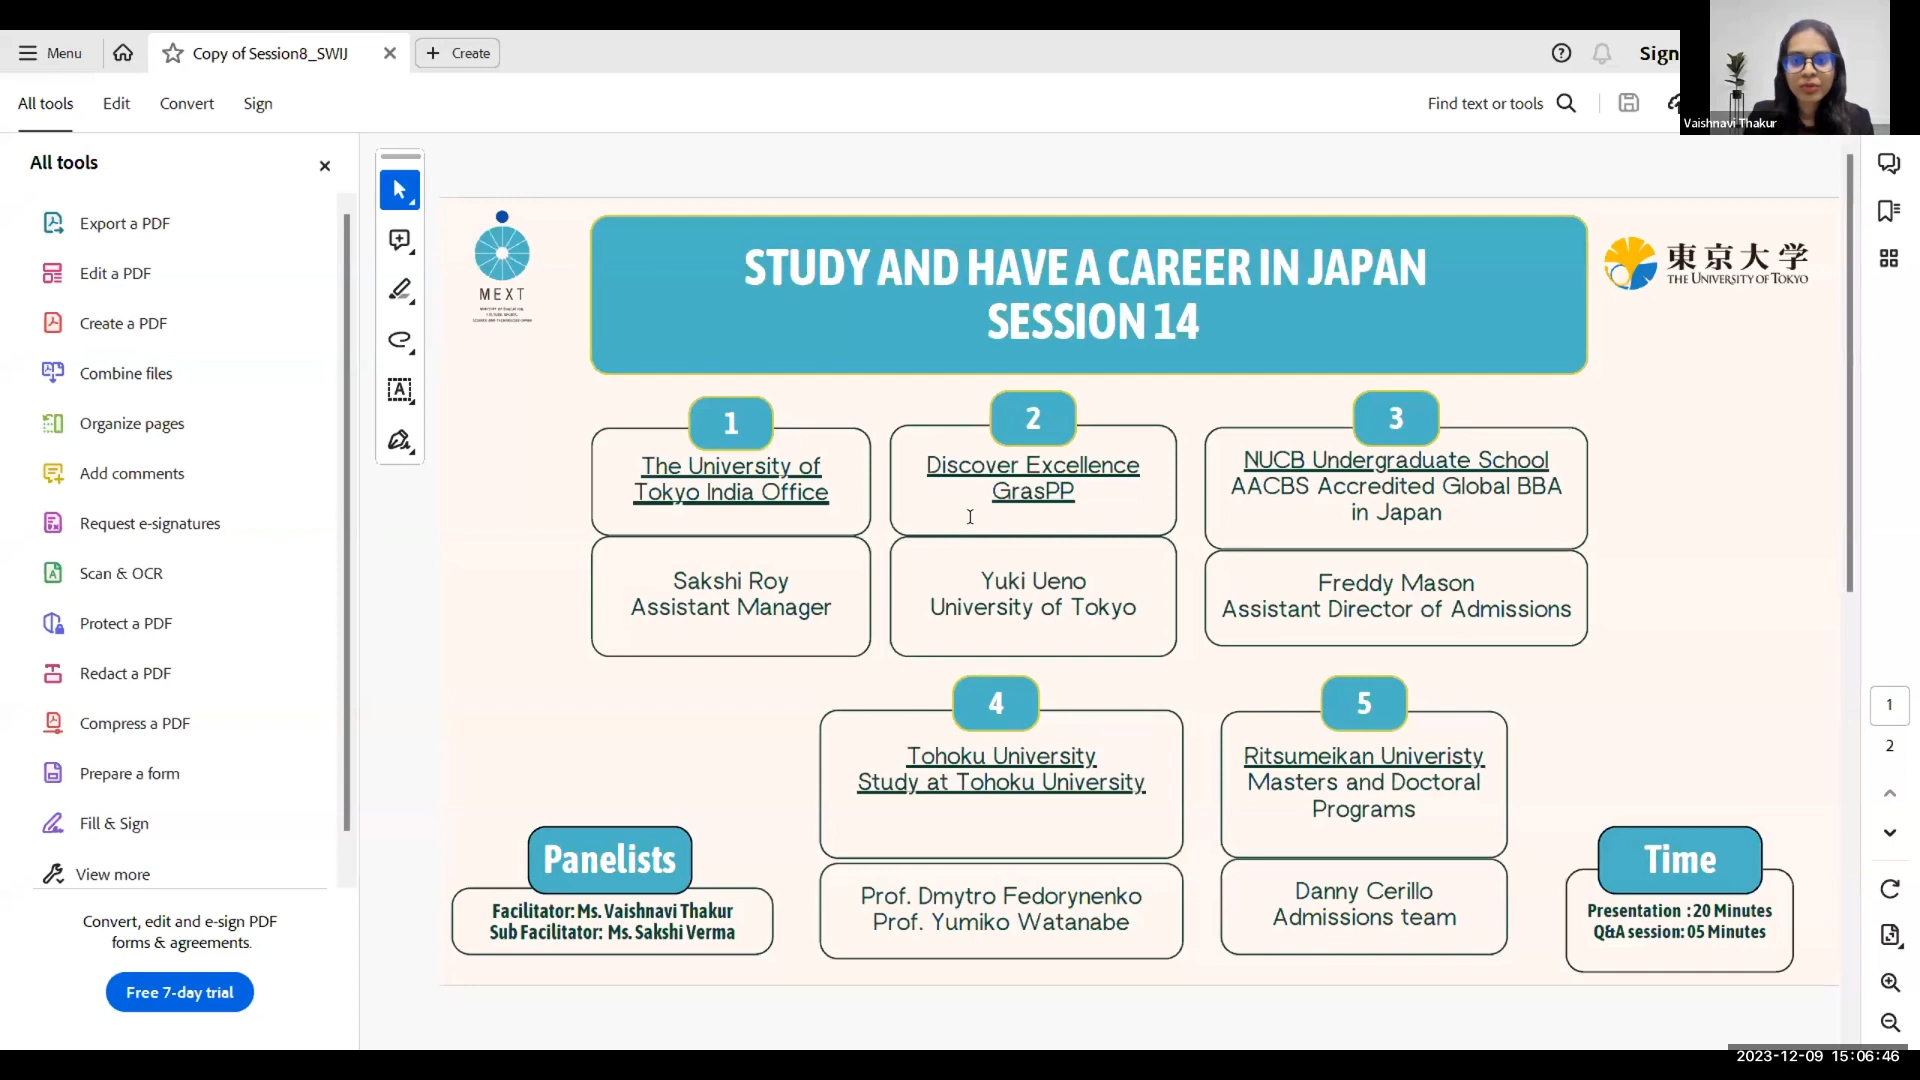 Menu
Copy of Session8_SWIJ
Create
Sign
All tools
Edit
Convert
Sign
Find text or tools
Vaishnavi Thakur
All tools
Export a PDF
Edit a PDF
Create a PDF
Combine files
Organize pages
Add comments
Request e-signatures
Scan & OCR
Protect a PDF
Redact a PDF
Compress a PDF
Prepare a form
Fill & Sign
View more
Convert, edit and e-sign PDF
forms & agreements.
Free 7-day trial
MEXT
STUDY AND HAVE A CAREER IN JAPAN
SESSION 14
東京大学
THE UNIVERSITY OF TOKYO
1
The University of
Tokyo India Office
Sakshi Roy
Assistant Manager
2
Discover Excellence
GrasPP
Yuki Ueno
University of Tokyo
3
NUCB Undergraduate School
AACBS Accredited Global BBA
in Japan
Freddy Mason
Assistant Director of Admissions
4
Tohoku University
Study at Tohoku University
Prof. Dmytro Fedorynenko
Prof. Yumiko Watanabe
5
Ritsumeikan Univeristy
Masters and Doctoral
Programs
Danny Cerillo
Admissions team
Panelists
Facilitator: Ms. Vaishnavi Thakur
Sub Facilitator: Ms. Sakshi Verma
Time
Presentation : 20 Minutes
Q&A session: 05 Minutes
1
2
2023-12-09 15:06:46